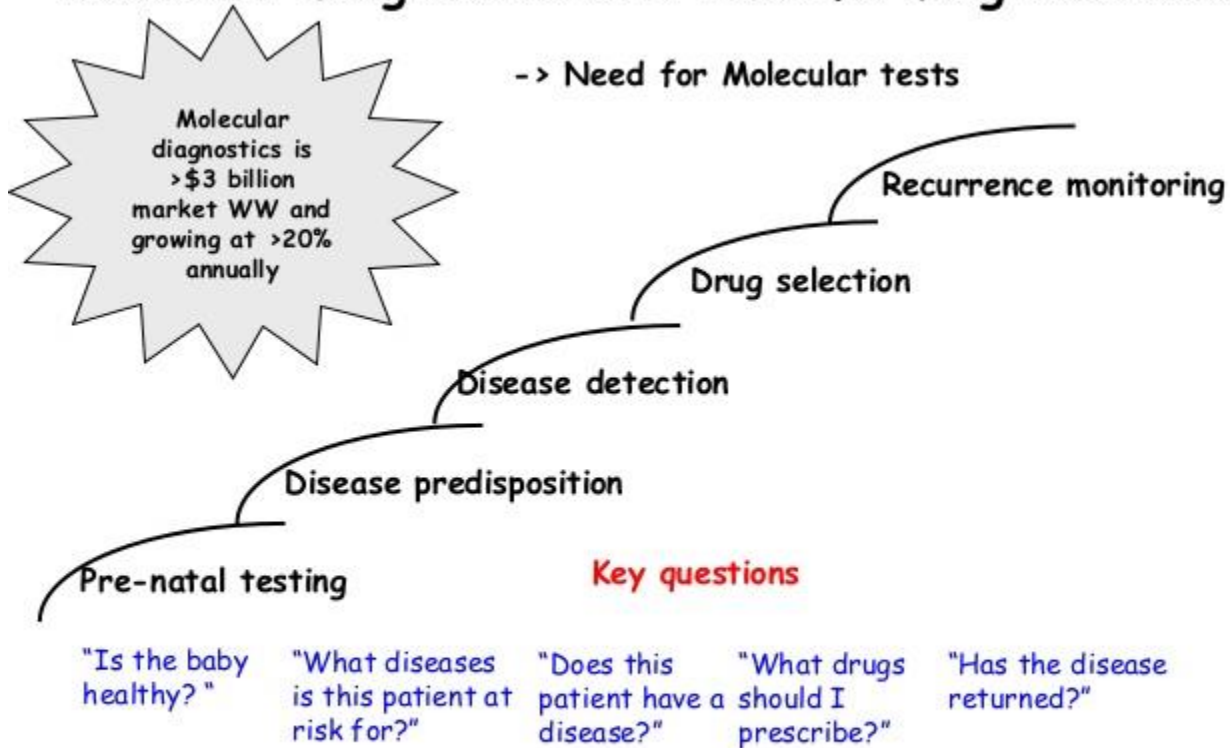 -> Need for Molecular tests
Molecular
diagnostics is
>$3 billion
market WW and
growing at >20%
annually
Recurrence monitoring
Drug selection
Disease detection
Disease predisposition
Pre-natal testing
Key questions
"Is the baby
healthy? "
"What diseases
is this patient at
risk for?"
"Does this
patient have a
disease?"
"What drugs
should I
prescribe?"
"Has the disease
returned?"